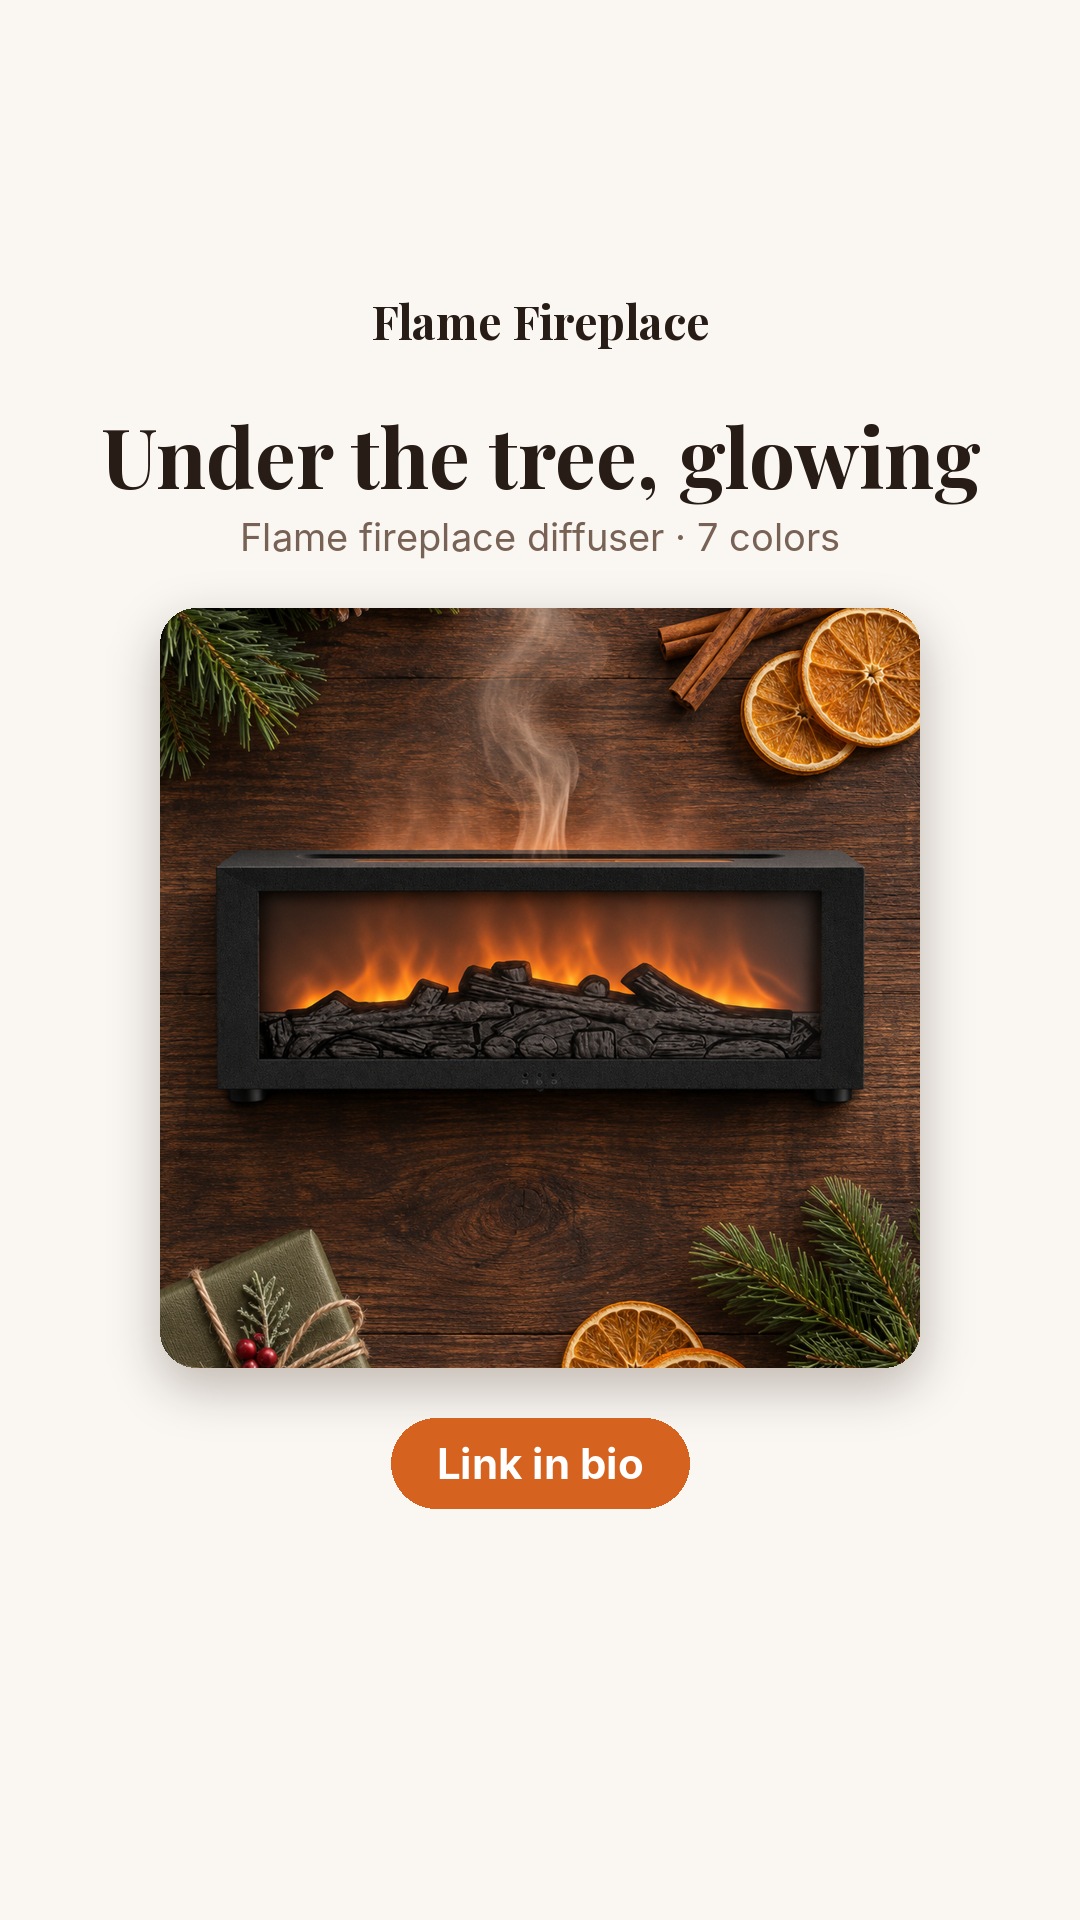 Flame Fireplace
Under the tree, glowing
Flame fireplace diffuser · 7 colors
Link in bio